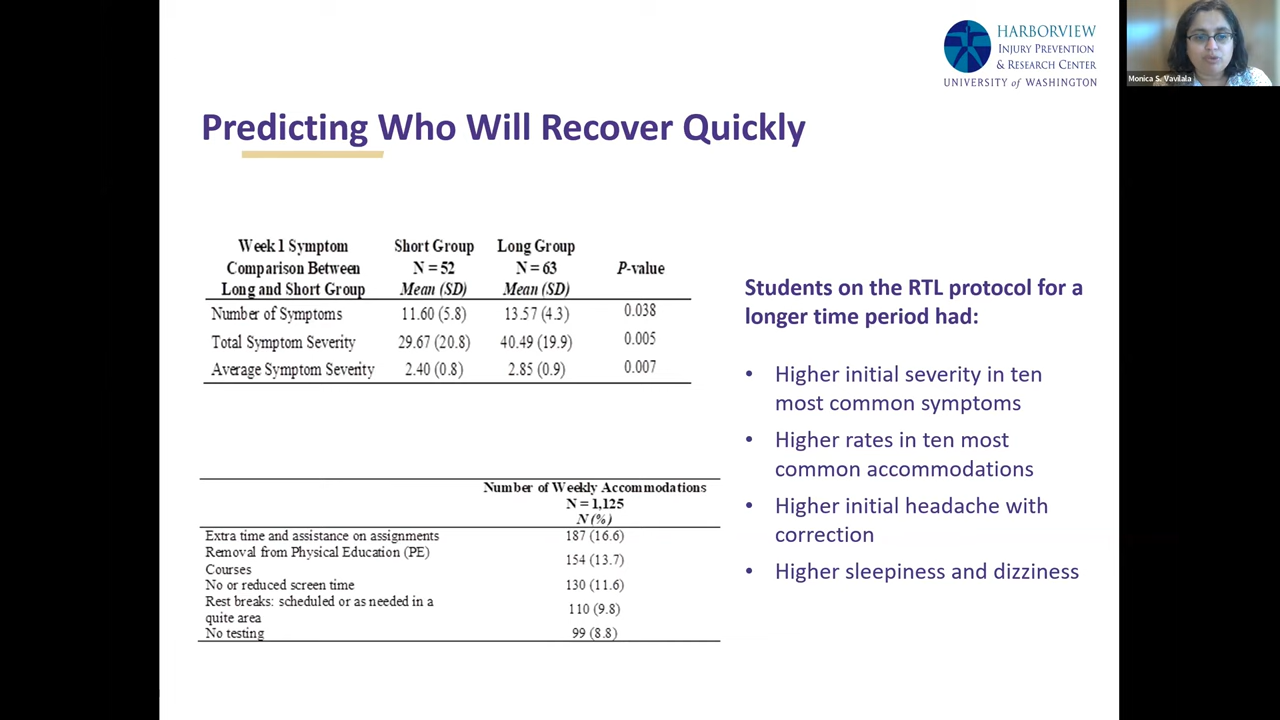 HARBORVIEW
INJURY PREVENTION
& RESEARCH CENTER
UNIVERSITY of WASHINGTON
Monica S. Vavilala
Predicting Who Will Recover Quickly
Week 1 Symptom Short Group Long Group
Comparison Between N = 52 N = 63 P-value
Long and Short Group Mean (SD) Mean (SD)
Number of Symptoms 11.60 (5.8) 13.57 (4.3) 0.038
Total Symptom Severity 29.67 (20.8) 40.49 (19.9) 0.005
Average Symptom Severity 2.40 (0.8) 2.85 (0.9) 0.007
Number of Weekly Accommodations
N = 1,125
N (%)
Extra time and assistance on assignments 187 (16.6)
Removal from Physical Education (PE)
Courses 154 (13.7)
No or reduced screen time 130 (11.6)
Rest breaks: scheduled or as needed in a
quite area 110 (9.8)
No testing 99 (8.8)
Students on the RTL protocol for a
longer time period had:
• Higher initial severity in ten
most common symptoms
• Higher rates in ten most
common accommodations
• Higher initial headache with
correction
• Higher sleepiness and dizziness